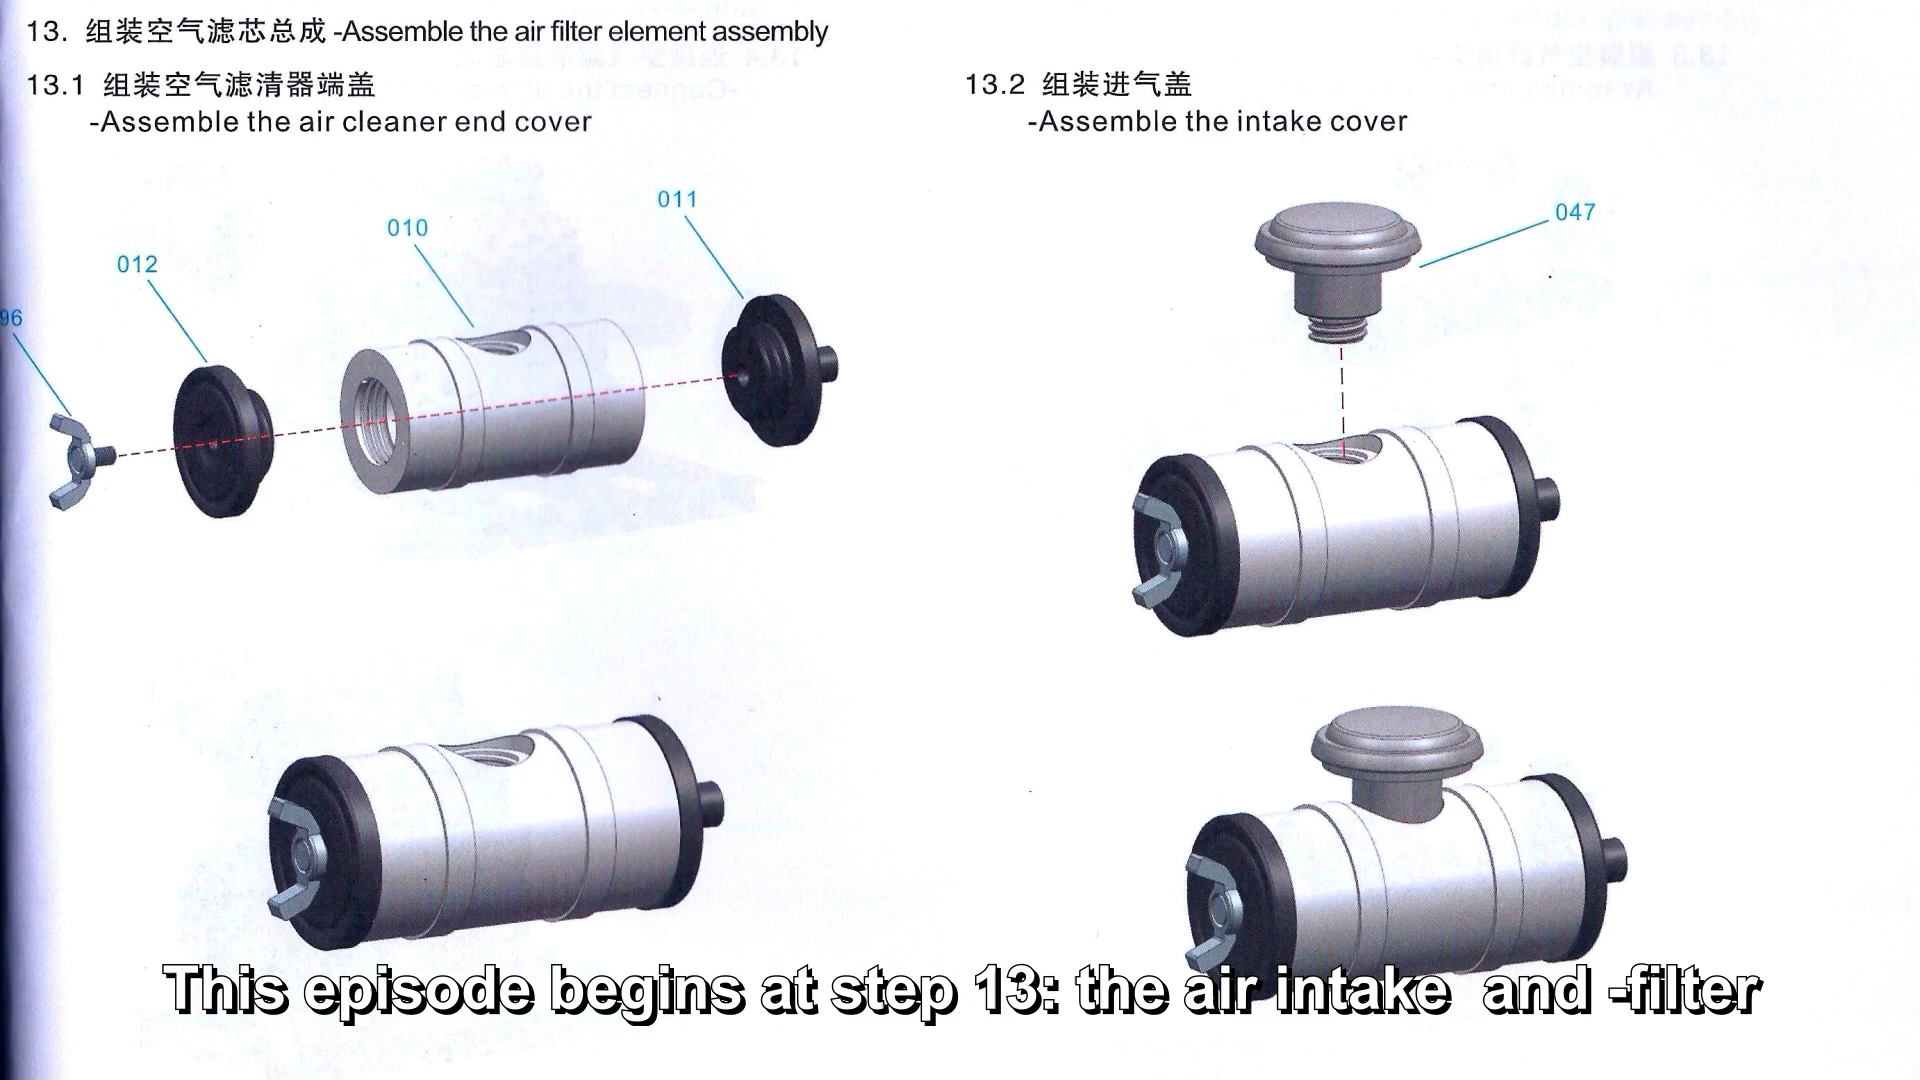 13. 组装空气滤芯总成 -Assemble the air filter element assembly
13.1 组装空气滤清器端盖
-Assemble the air cleaner end cover
13.2 组装进气盖
-Assemble the intake cover
011
047
010
012
96
This episode begins at step 13: the air intake and -filter